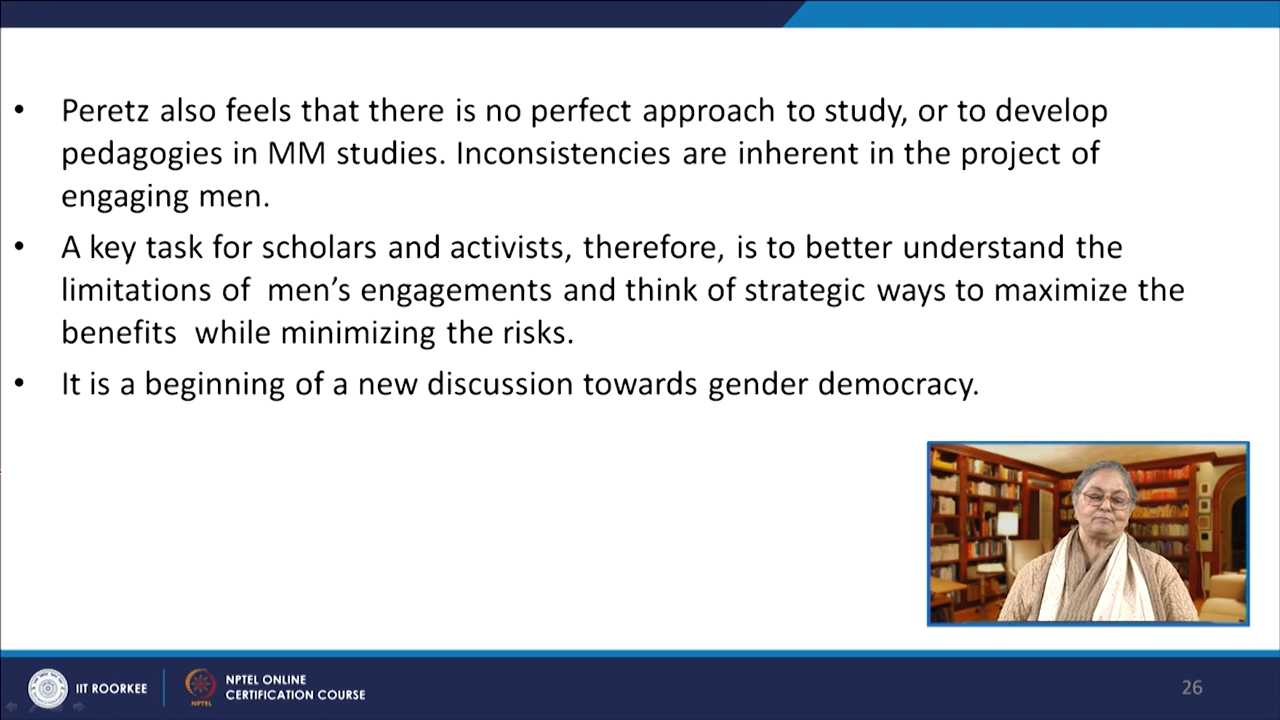 • Peretz also feels that there is no perfect approach to study, or to develop
pedagogies in MM studies. Inconsistencies are inherent in the project of
engaging men.
• A key task for scholars and activists, therefore, is to better understand the
limitations of  men’s engagements and think of strategic ways to maximize the
benefits  while minimizing the risks.
• It is a beginning of a new discussion towards gender democracy.
IIT ROORKEE
NPTEL
NPTEL ONLINE
CERTIFICATION COURSE
26